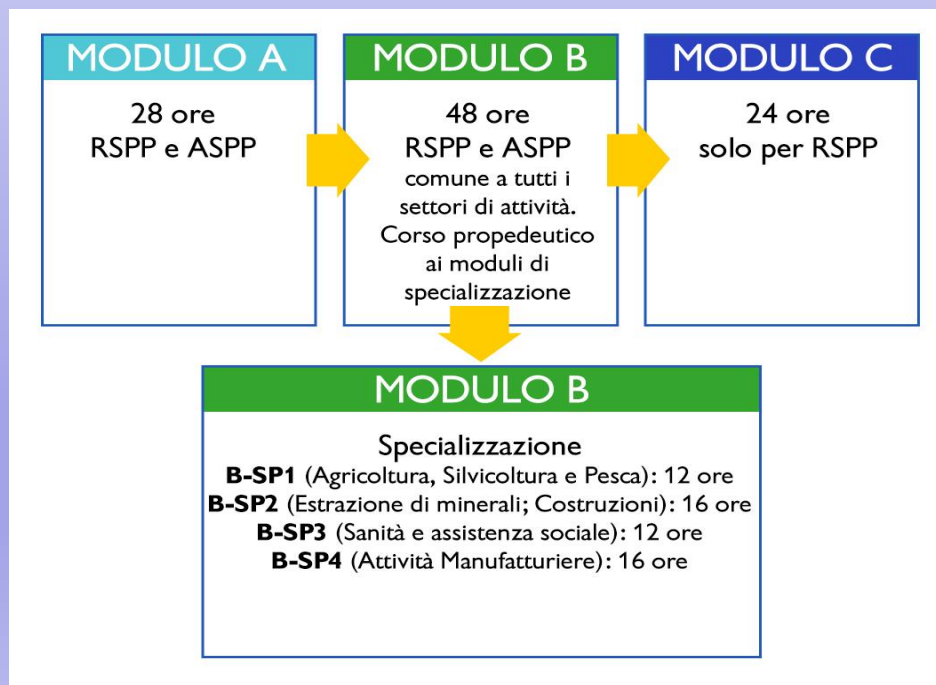 MODULO A
28 ore
RSPP e ASPP
MODULO B
48 ore
RSPP e ASPP
comune a tutti i
settori di attività.
Corso propedeutico
ai moduli di
specializzazione
MODULO C
24 ore
solo per RSPP
MODULO B
Specializzazione
B-SP1 (Agricoltura, Silvicoltura e Pesca): 12 ore
B-SP2 (Estrazione di minerali; Costruzioni): 16 ore
B-SP3 (Sanità e assistenza sociale): 12 ore
B-SP4 (Attività Manufatturiere): 16 ore